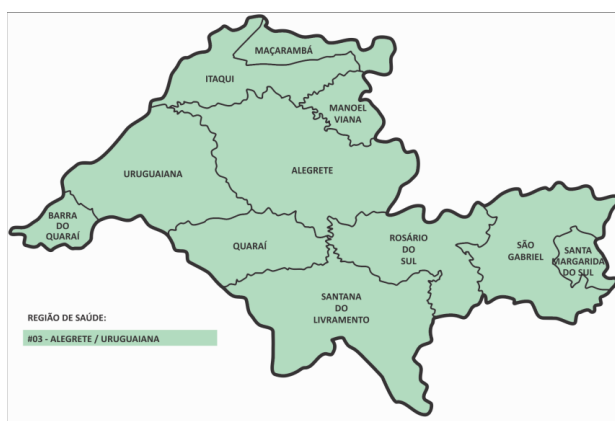 MAÇARAMBÁ
ITAQUI
MANOEL
VIANA
URUGUAIANA
ALEGRETE
BARRA
DO
QUARAÍ
QUARAÍ
ROSÁRIO
DO
SUL
SÃO
GABRIEL
SANTA
MARGARIDA
DO SUL
SANTANA
DO
LIVRAMENTO
REGIÃO DE SAÚDE:
#03 - ALEGRETE / URUGUAIANA